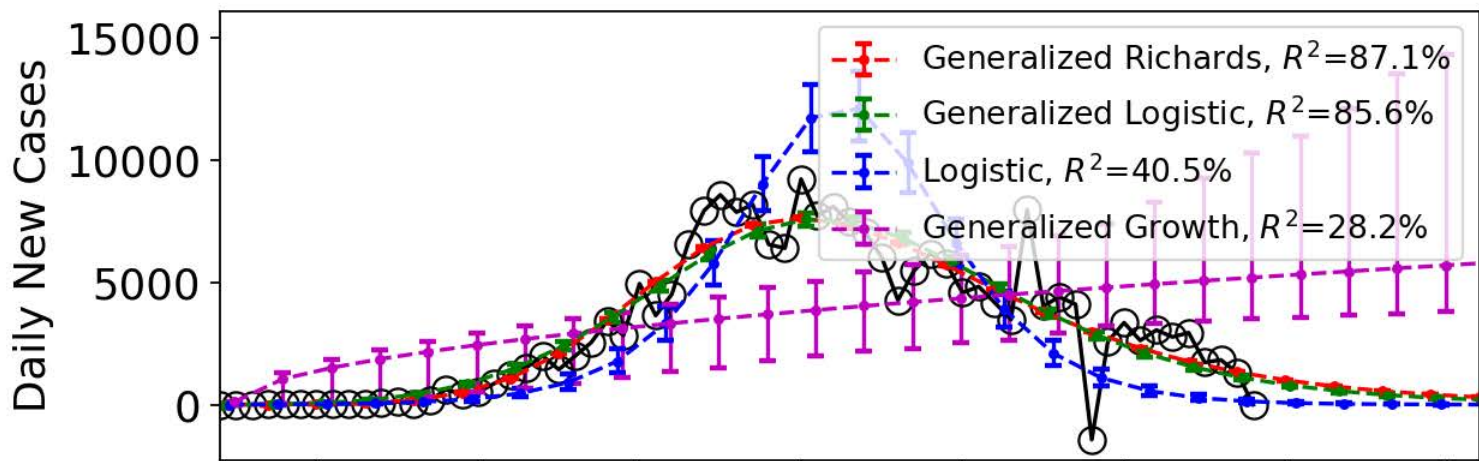 Daily New Cases
15000
10000
5000
0
Generalized Richards, R²=87.1%
Generalized Logistic, R²=85.6%
Logistic, R²=40.5%
Generalized Growth, R²=28.2%